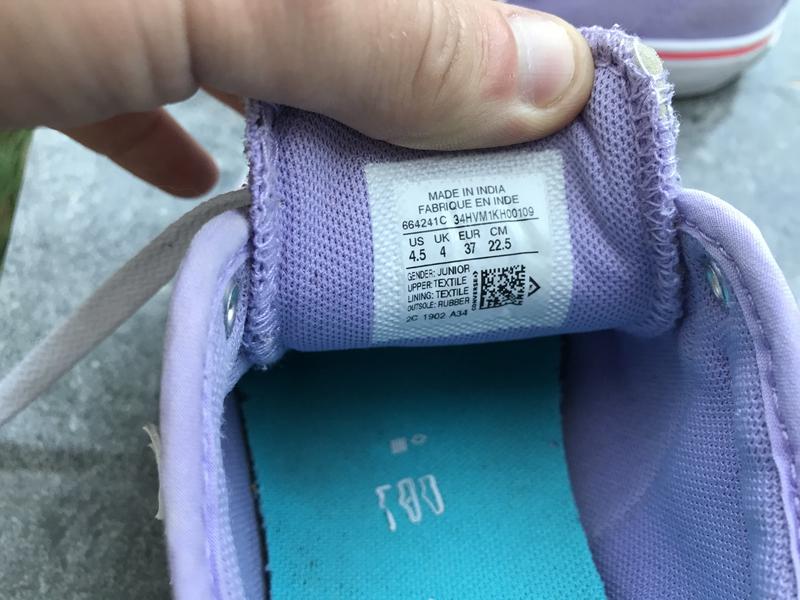 MADE IN INDIA
FABRIQUE EN INDE
664241C 34HVM1KH00109
US UK EUR CM
4.5 4 37 22.5
GENDER: JUNIOR
UPPER: TEXTILE
LINING: TEXTILE
OUTSOLE: RUBBER
CONVERSE
2C 1902 A34